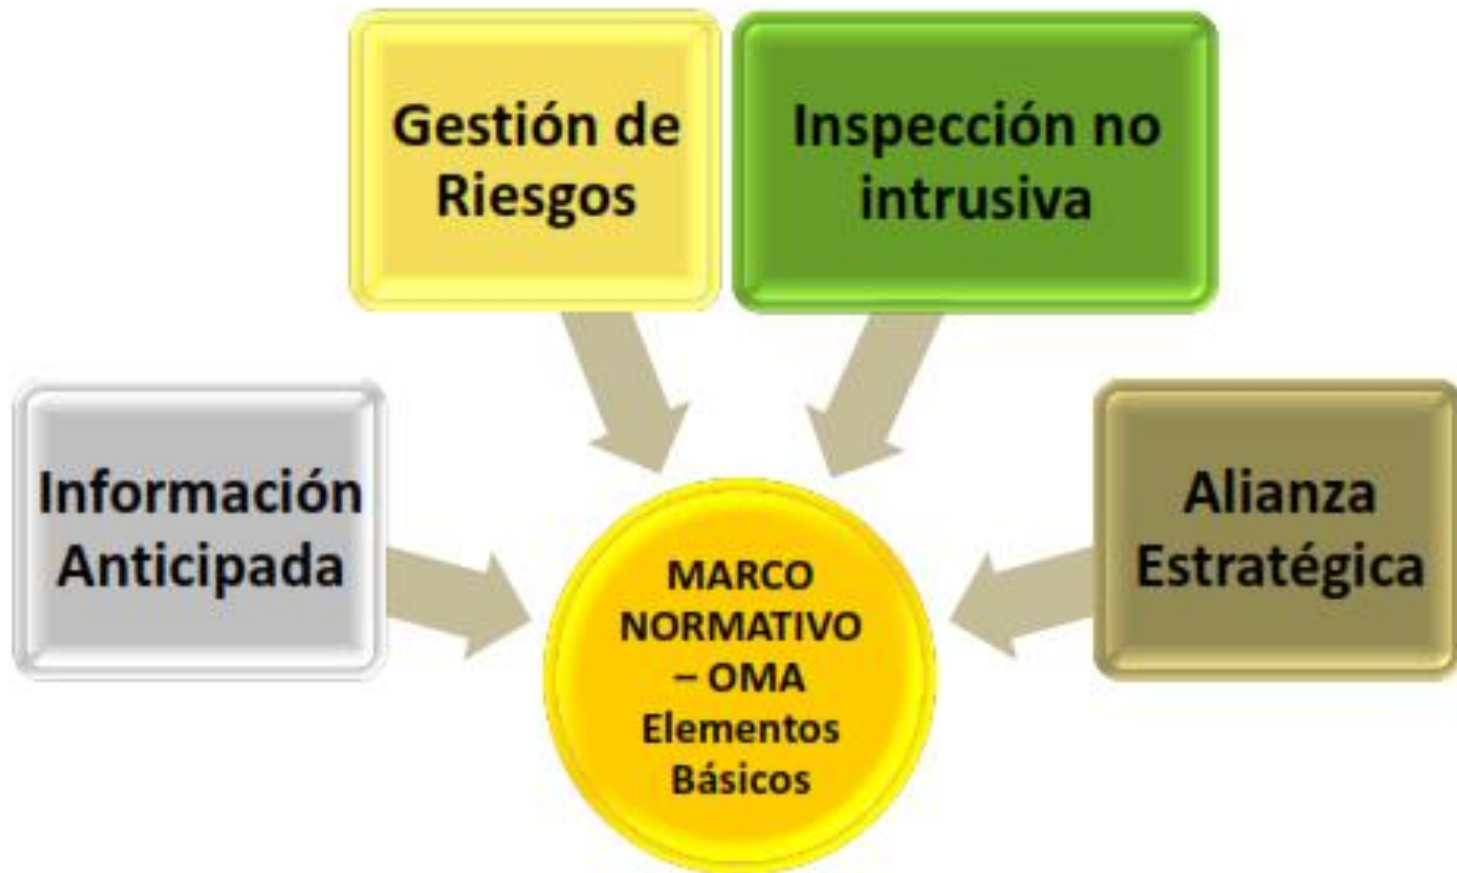 Gestión de
Riesgos
Inspección no
intrusiva
Información
Anticipada
Alianza
Estratégica
MARCO
NORMATIVO
– OMA
Elementos
Básicos